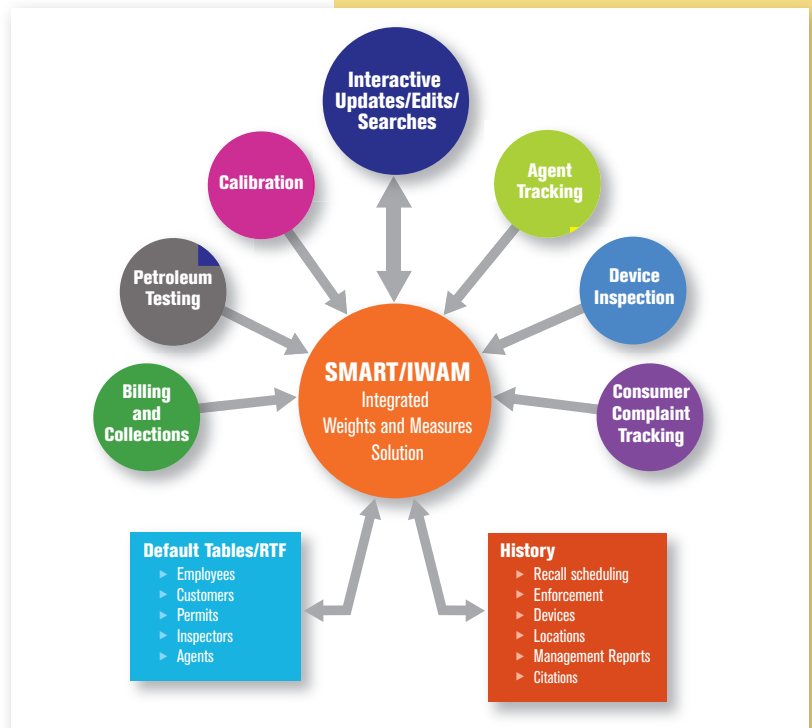 Interactive
Updates/Edits/
Searches
Calibration
Agent
Tracking
Petroleum
Testing
Device
Inspection
Billing
and
Collections
SMART/IWAM
Integrated
Weights and Measures
Solution
Consumer
Complaint
Tracking
Default Tables/RTF
Employees
Customers
Permits
Inspectors
Agents
History
Recall scheduling
Enforcement
Devices
Locations
Management Reports
Citations